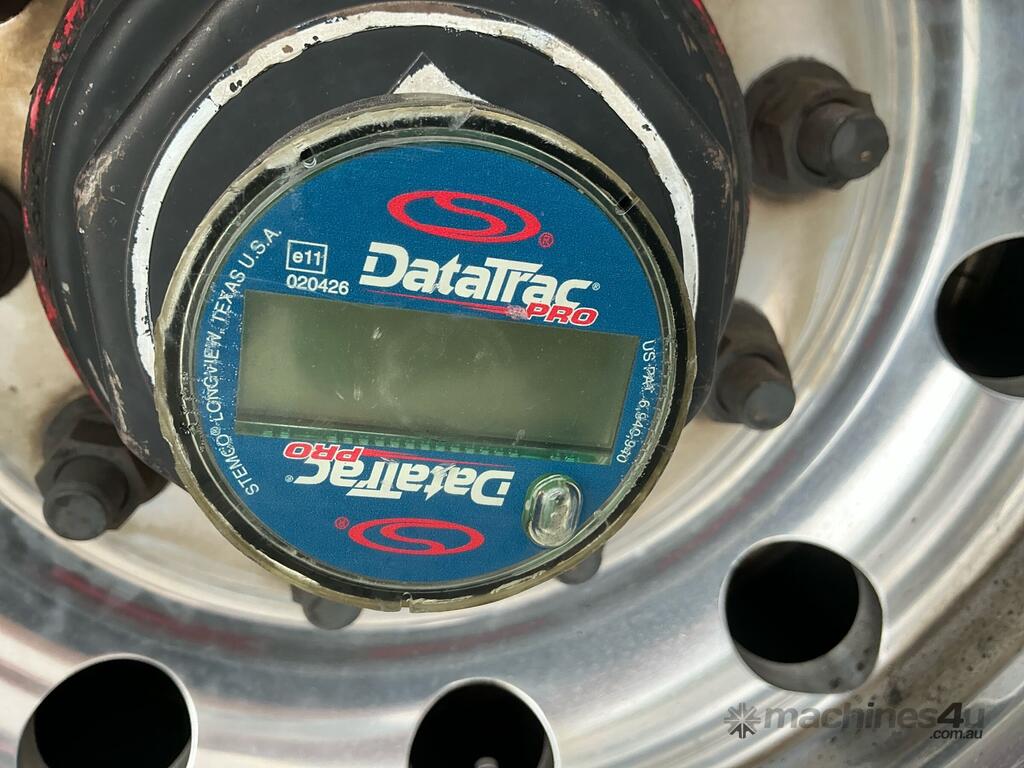 e11
020426
DataTrac®
PRO
STEMCO® LONGVIEW, TEXAS U.S.A.
US PAT. 6,940,940
DataTrac®
PRO
®
®
machines4u
.com.au